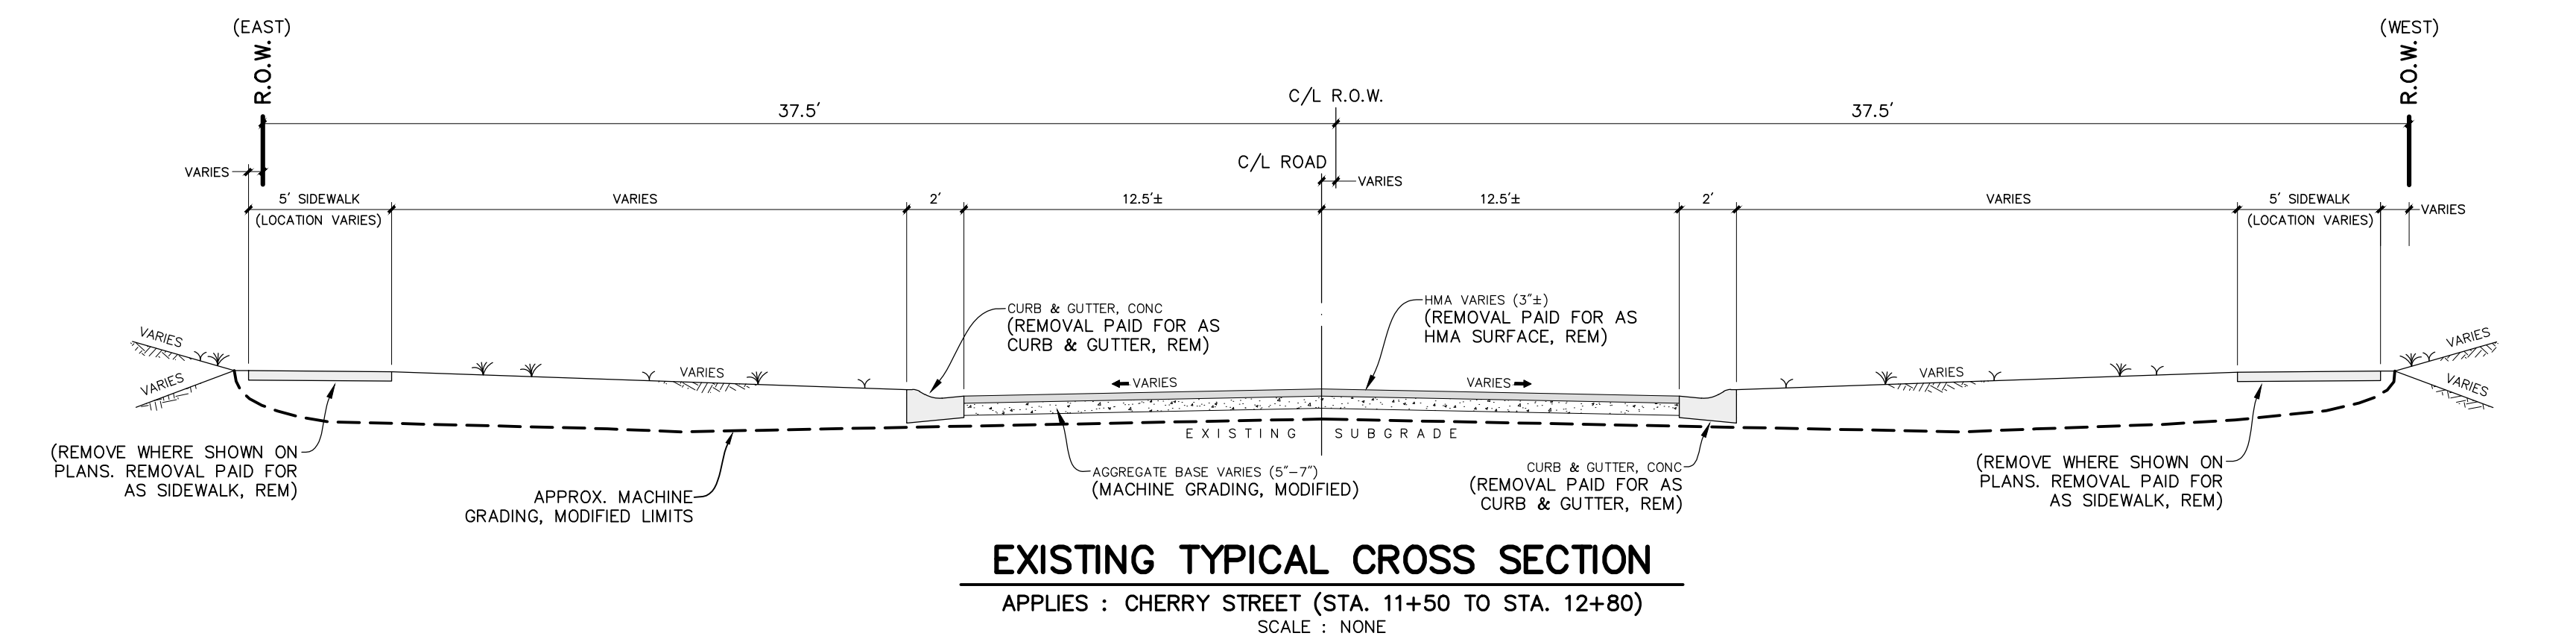 (EAST)
R.O.W.
(WEST)
R.O.W.
37.5'
C/L R.O.W.
37.5'
C/L ROAD
VARIES
VARIES
5' SIDEWALK
(LOCATION VARIES)
VARIES
2'
12.5'±
12.5'±
2'
VARIES
5' SIDEWALK
(LOCATION VARIES)
VARIES
CURB & GUTTER, CONC
(REMOVAL PAID FOR AS
CURB & GUTTER, REM)
HMA VARIES (3"±)
(REMOVAL PAID FOR AS
HMA SURFACE, REM)
VARIES
VARIES
VARIES
VARIES
VARIES
VARIES
VARIES
VARIES
EXISTING SUBGRADE
(REMOVE WHERE SHOWN ON
PLANS. REMOVAL PAID FOR
AS SIDEWALK, REM)
APPROX. MACHINE
GRADING, MODIFIED LIMITS
AGGREGATE BASE VARIES (5"-7")
(MACHINE GRADING, MODIFIED)
CURB & GUTTER, CONC
(REMOVAL PAID FOR AS
CURB & GUTTER, REM)
(REMOVE WHERE SHOWN ON
PLANS. REMOVAL PAID FOR
AS SIDEWALK, REM)
EXISTING TYPICAL CROSS SECTION
APPLIES : CHERRY STREET (STA. 11+50 TO STA. 12+80)
SCALE : NONE